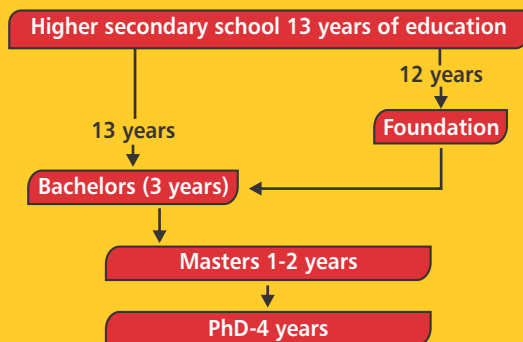 Higher secondary school 13 years of education
12 years
13 years
Foundation
Bachelors (3 years)
Masters 1-2 years
PhD-4 years